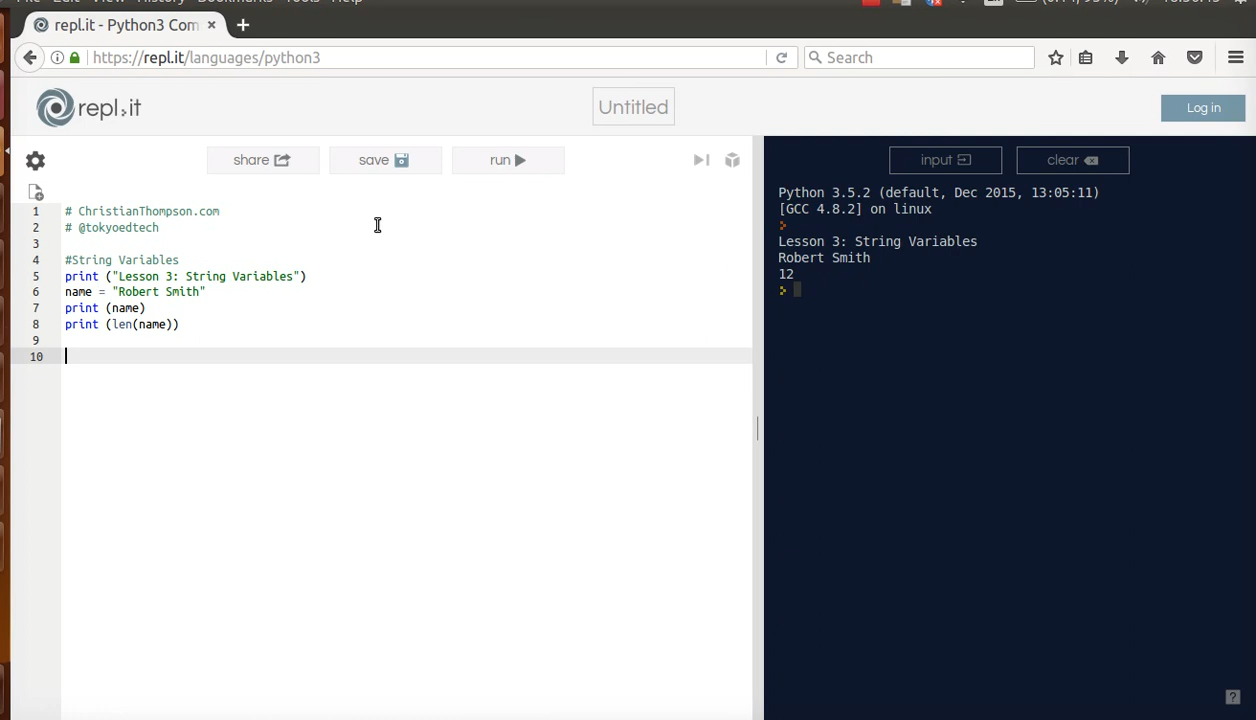 repl.it - Python3 Com
https://repl.it/languages/python3
Search
repl.it
Untitled
Log in
share
save
run
input
clear
1 # ChristianThompson.com
2 # @tokyoedtech
3
4 #String Variables
5 print ("Lesson 3: String Variables")
6 name = "Robert Smith"
7 print (name)
8 print (len(name))
9
10
Python 3.5.2 (default, Dec 2015, 13:05:11)
[GCC 4.8.2] on linux
Lesson 3: String Variables
Robert Smith
12
?